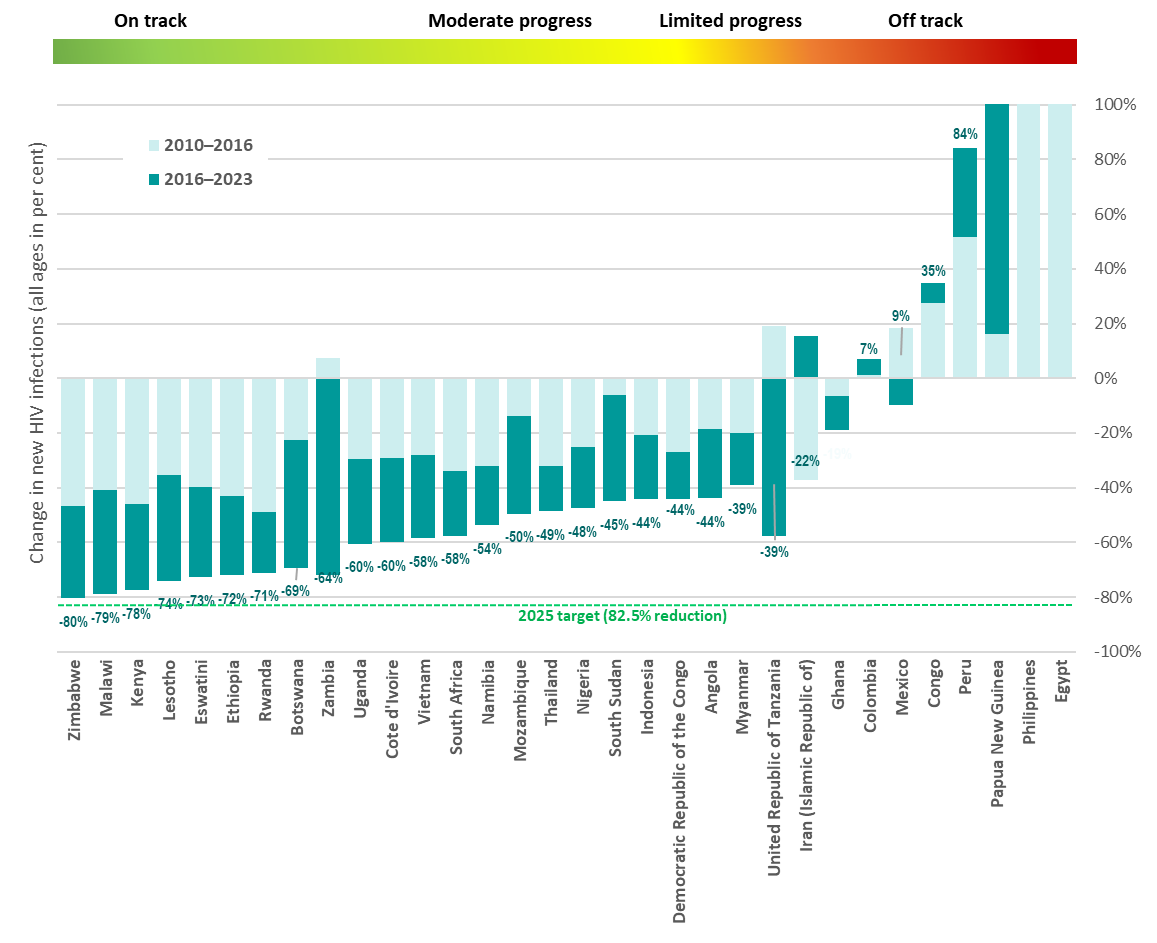 On track Moderate progress Limited progress Off track
Change in new HIV infections (all ages in per cent)
2010–2016
2016–2023
100%
80%
60%
40%
20%
0%
-20%
-40%
-60%
-80%
-100%
-80%
-79%
-78%
-74%
-73%
-72%
-71%
-69%
-64%
-60%
-60%
-58%
-58%
-54%
-50%
-49%
-48%
-45%
-44%
-44%
-44%
-39%
-39%
-22%
7%
9%
35%
84%
2025 target (82.5% reduction)
Zimbabwe
Malawi
Kenya
Lesotho
Eswatini
Ethiopia
Rwanda
Botswana
Zambia
Uganda
Cote d'Ivoire
Vietnam
South Africa
Namibia
Mozambique
Thailand
Nigeria
South Sudan
Indonesia
Democratic Republic of the Congo
Angola
Myanmar
United Republic of Tanzania
Iran (Islamic Republic of)
Ghana
Colombia
Mexico
Congo
Peru
Papua New Guinea
Philippines
Egypt